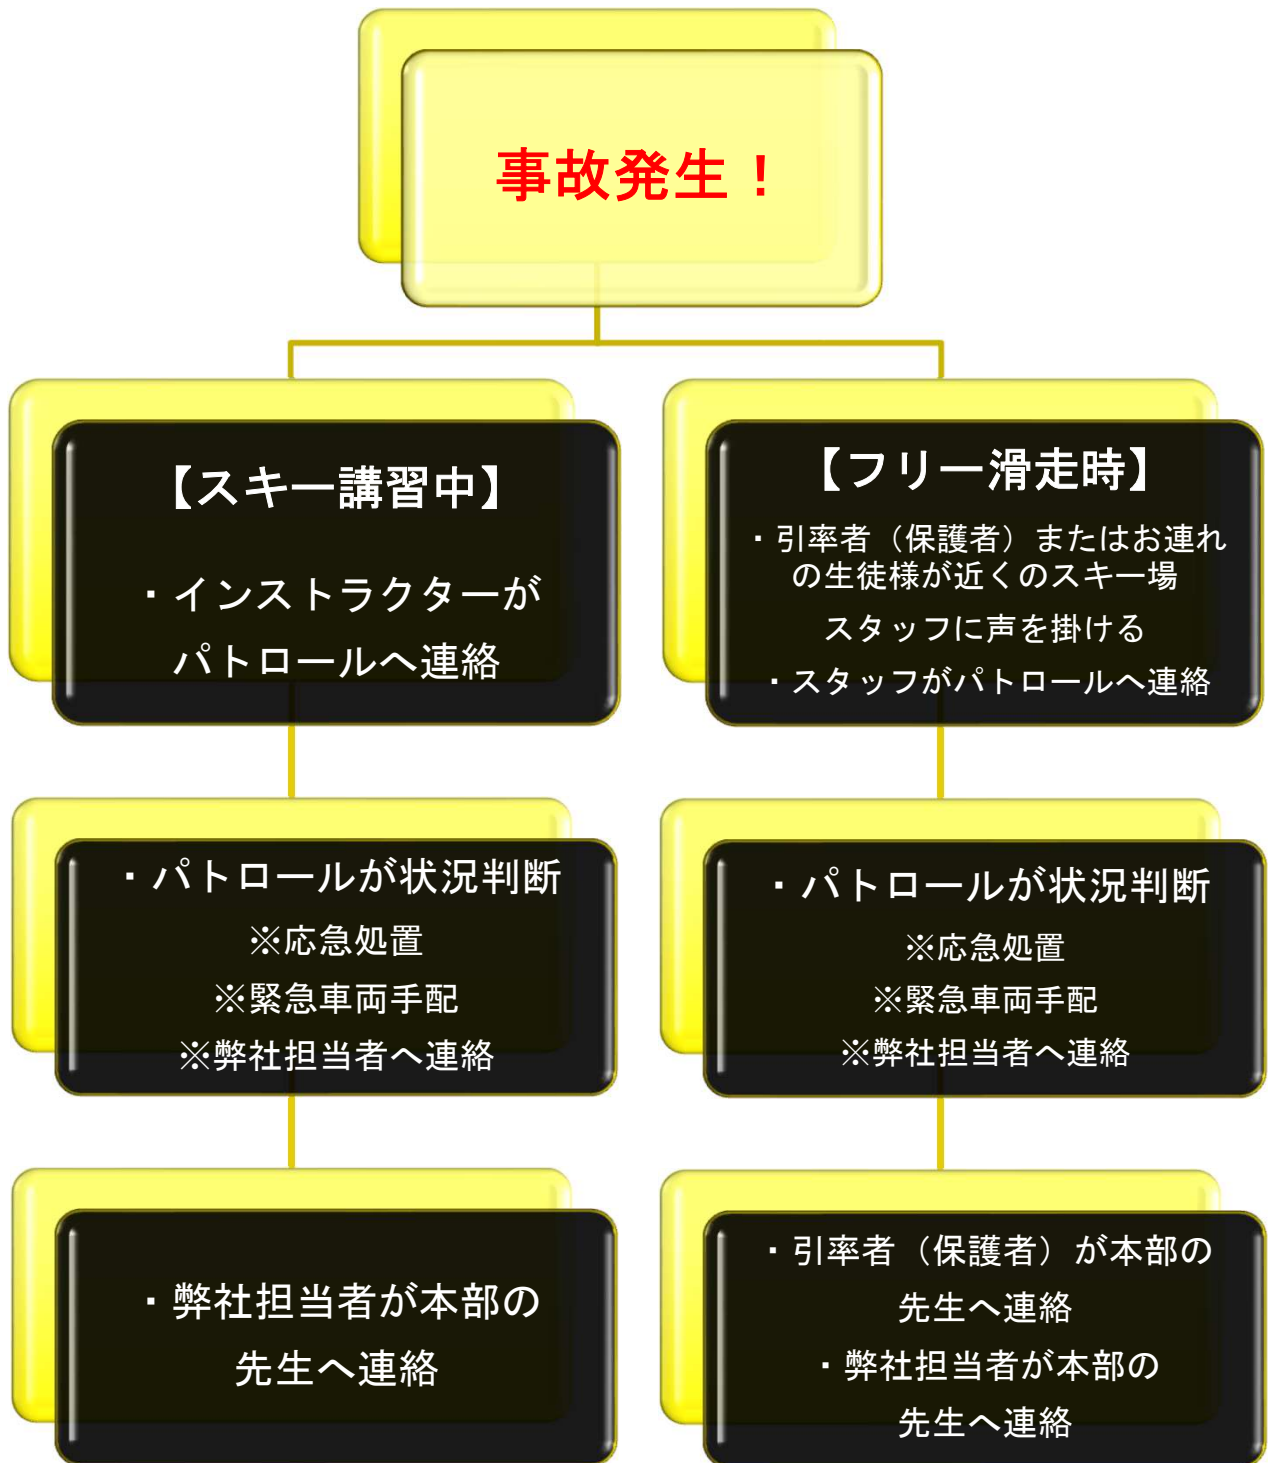 事故発生！
【スキー講習中】
・インストラクターが
パトロールへ連絡
【フリー滑走時】
・引率者（保護者）またはお連れ
の生徒様が近くのスキー場
スタッフに声を掛ける
・スタッフがパトロールへ連絡
・パトロールが状況判断
※応急処置
※緊急車両手配
※弊社担当者へ連絡
・パトロールが状況判断
※応急処置
※緊急車両手配
※弊社担当者へ連絡
・弊社担当者が本部の
先生へ連絡
・引率者（保護者）が本部の
先生へ連絡
・弊社担当者が本部の
先生へ連絡